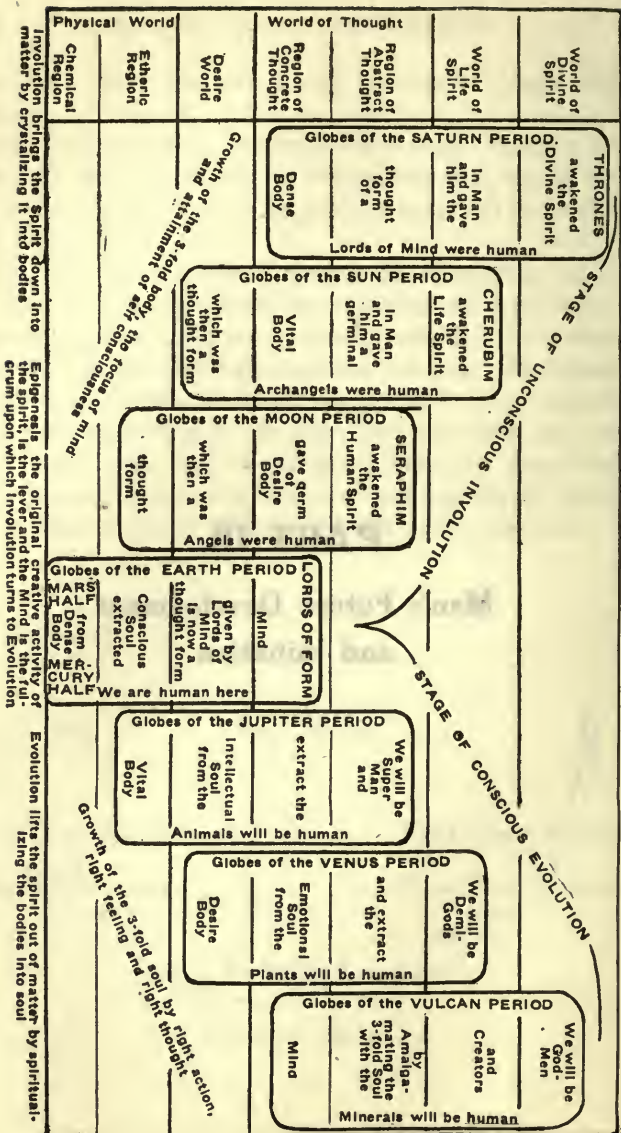 Physical World
World of Thought
Chemical
Region
Etheric
Region
Desire
World
Region of
Concrete
Thought
Region of
Abstract
Thought
World of
Life
Spirit
World of
Divine
Spirit
Globes of the SATURN PERIOD.
THRONES
awakened
the
Divine Spirit
In Man
and gave
him the
thought
form
of a
Dense
Body
Lords of Mind were human
Globes of ths SUN PERIOD
CHERUBIM
awakened
the
Life Spirit
in Man
and gave
him a
germinal
Vital
Body
which was
then a
thought form
Archangels were human
Globes of the MOON PERIOD
SERAPHIM
awakened
the
Human Spirit
gave germ
of
Desire
Body
which was
then a
thought
form
Angels were human
Globes of the EARTH PERIOD
LORDS OF FORM
Mind
given by
Lords of
Mind
is now a
thought form
Conscious
Soul
extracted
from
Dense
Body
MARS
HALF
MER-
CURY
HALF
We are human here
Globes of the JUPITER PERIOD
We will be
Super
Man
and
extract the
Intellectual
Soul
from the
Vital
Body
Animals will be human
Globes of the VENUS PERIOD
We will be
Demi-
Gods
and extract
the
Emotional
Soul
from the
Desire
Body
Plants will be human
Globes of the VULCAN PERIOD
We will be
God-
Men
and
Creators
by
Amalga-
mating the
3-fold Soul
with the
Mind
Minerals will be human
STAGE OF UNCONSCIOUS INVOLUTION
STAGE OF CONSCIOUS EVOLUTION
Growth of the 3-fold body, the focus of mind
and attainment of self consciousness
Growth of the 3-fold soul by right action,
right feeling and right thought
Involution brings the Spirit down into
matter by crystalizing it into bodies
Epigenesis the original creative activity of
the spirit, is the lever and the Mind is the ful-
crum upon which Involution turns to Evolution
Evolution lifts the spirit out of matter by spiritual-
izing the bodies into soul